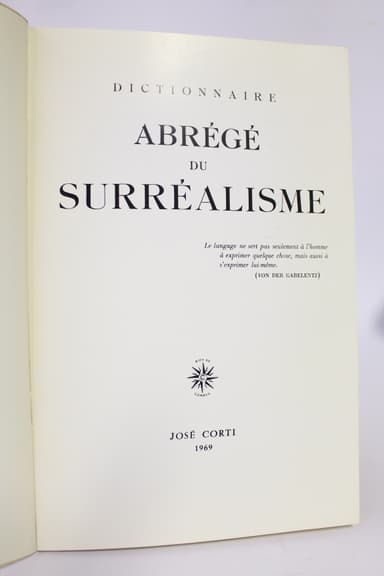 DICTIONNAIRE
ABRÉGÉ
DU
SURRÉALISME
Le langage ne sert pas seulement à l'homme
à exprimer quelque chose, mais aussi à
s'exprimer lui-même.
(VON DER GABELENTZ)
JOSÉ CORTI
1969